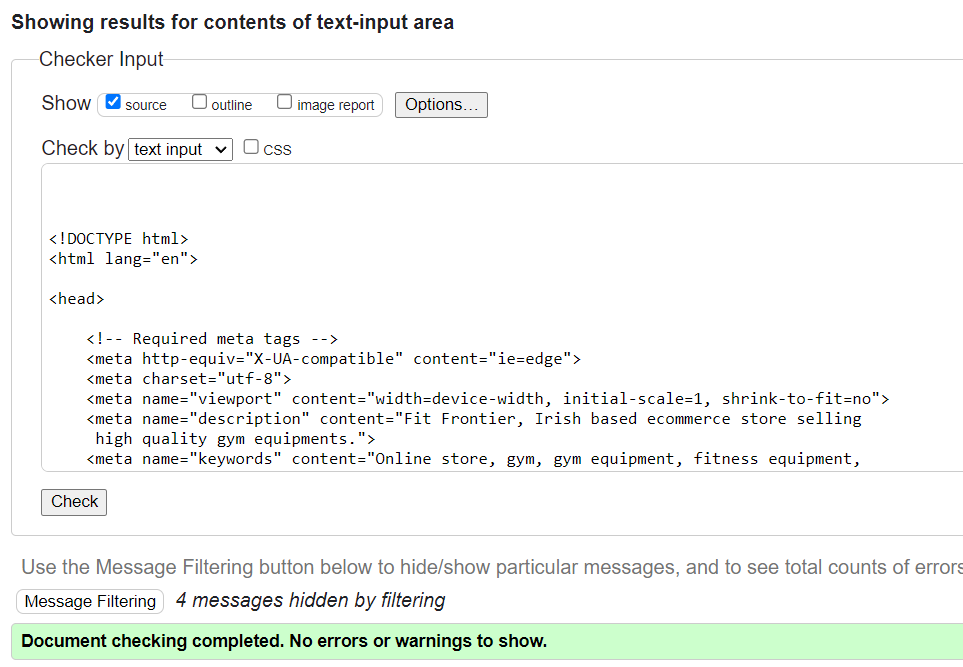 Showing results for contents of text-input area
Checker Input
Show source outline image report Options...
Check by text input CSS
<!DOCTYPE html>
<html lang="en">
<head>
<!-- Required meta tags -->
<meta http-equiv="X-UA-compatible" content="ie=edge">
<meta charset="utf-8">
<meta name="viewport" content="width=device-width, initial-scale=1, shrink-to-fit=no">
<meta name="description" content="Fit Frontier, Irish based ecommerce store selling
high quality gym equipments.">
<meta name="keywords" content="Online store, gym, gym equipment, fitness equipment,
Check
Use the Message Filtering button below to hide/show particular messages, and to see total counts of errors
Message Filtering 4 messages hidden by filtering
Document checking completed. No errors or warnings to show.